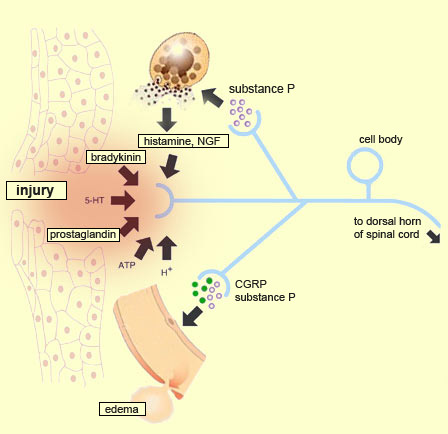 substance P
histamine, NGF
cell body
bradykinin
injury
5-HT
to dorsal horn
of spinal cord
prostaglandin
ATP
H+
CGRP
substance P
edema